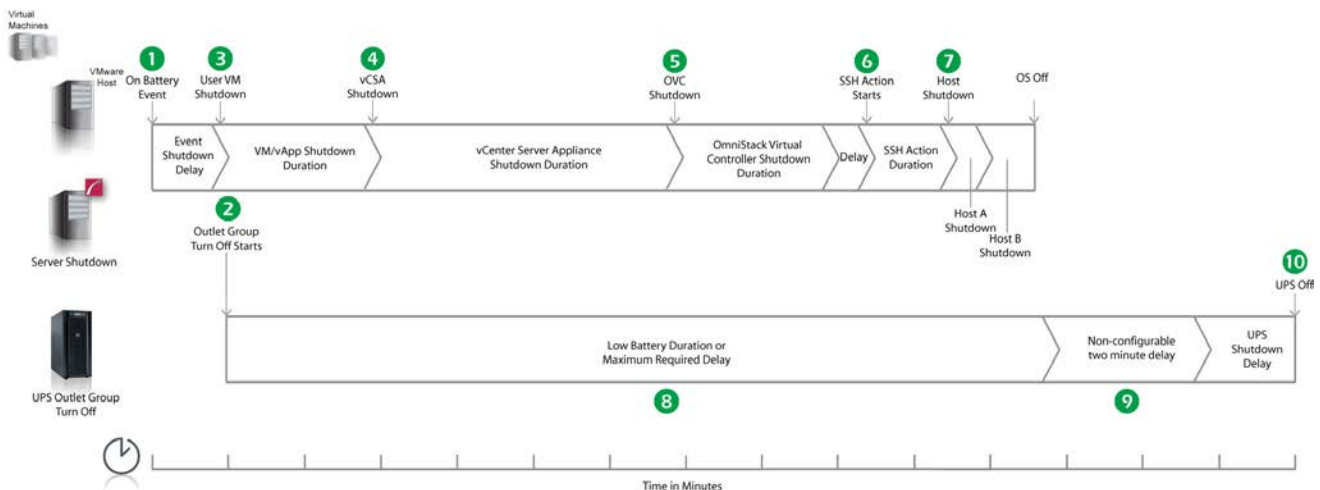 Virtual
Machines
VMware
Host
1
On Battery
Event
3
User VM
Shutdown
4
vCSA
Shutdown
5
OVC
Shutdown
6
SSH Action
Starts
7
Host
Shutdown
OS Off
Event
Shutdown
Delay
VM/vApp Shutdown
Duration
vCenter Server Appliance
Shutdown Duration
OmniStack Virtual
Controller Shutdown
Duration
Delay
SSH Action
Duration
Host A
Shutdown
Host B
Shutdown
Server Shutdown
2
Outlet Group
Turn Off Starts
10
UPS Off
Low Battery Duration or
Maximum Required Delay
Non-configurable
two minute delay
UPS
Shutdown
Delay
8
9
UPS Outlet Group
Turn Off
Time in Minutes